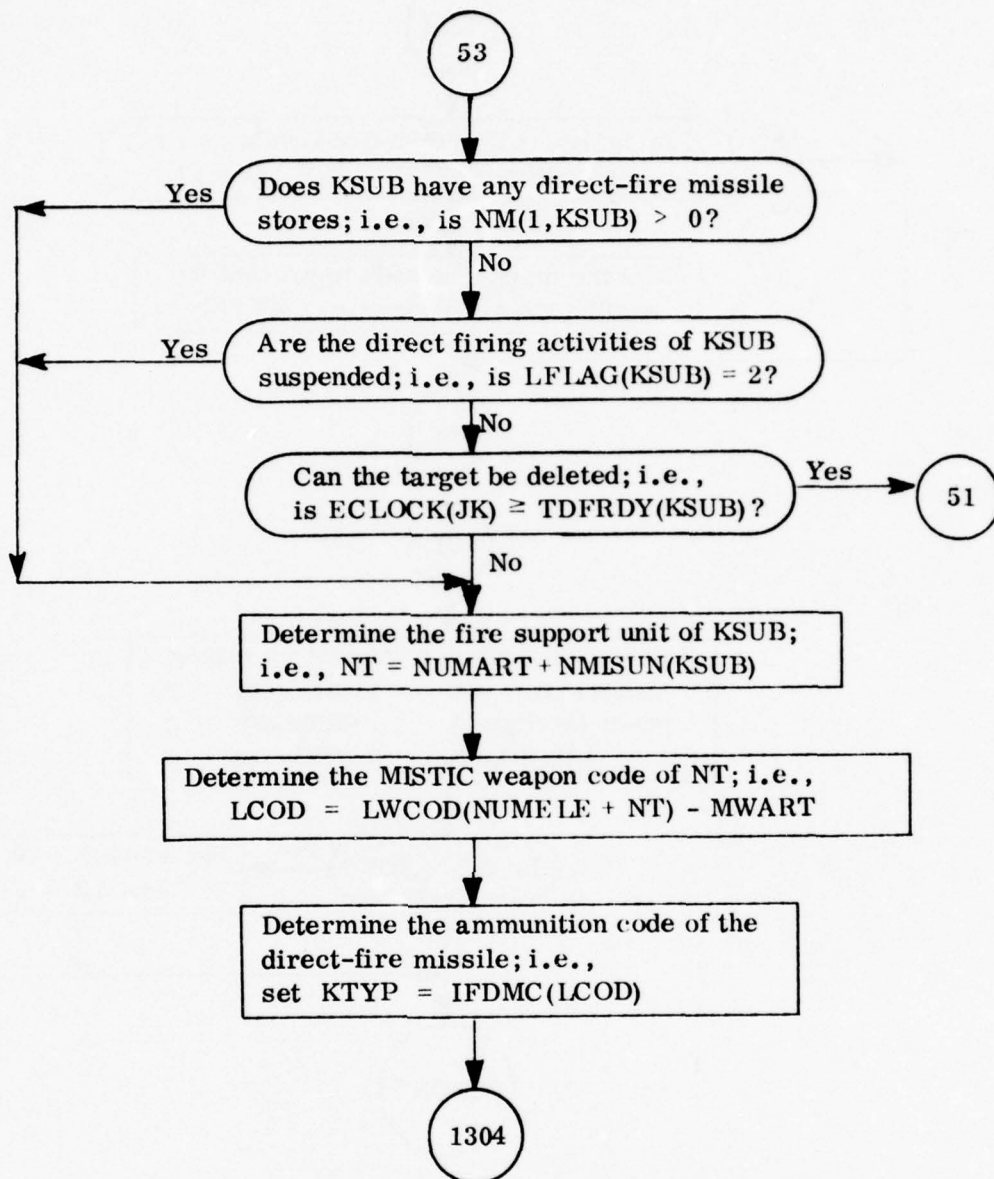 53
Yes
Does KSUB have any direct-fire missile
stores; i.e., is NM(1,KSUB) > 0?
No
Yes
Are the direct firing activities of KSUB
suspended; i.e., is LFLAG(KSUB) = 2?
No
Can the target be deleted; i.e.,
is ECLOCK(JK) ≥ TDFRDY(KSUB)?
Yes
51
No
Determine the fire support unit of KSUB;
i.e., NT = NUMART + NMISUN(KSUB)
Determine the MISTIC weapon code of NT; i.e.,
LCOD = LWCOD(NUMELE + NT) - MWART
Determine the ammunition code of the
direct-fire missile; i.e.,
set KTYP = IFDMC(LCOD)
1304